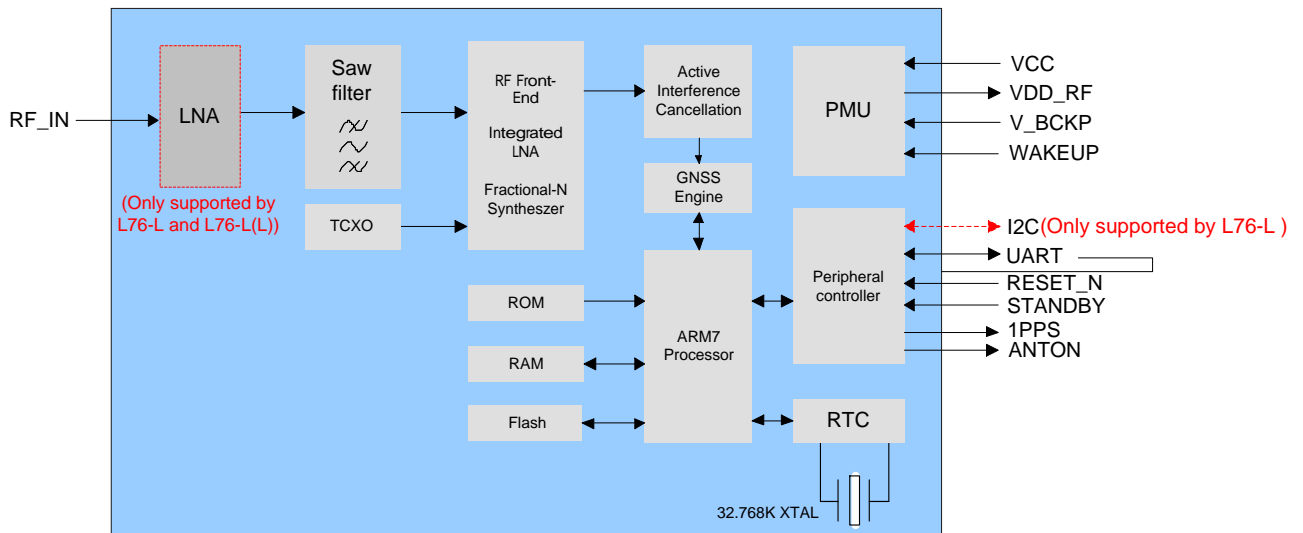 RF_IN
LNA
(Only supported by
L76-L and L76-L(L))
Saw
filter
TCXO
RF Front-
End
Integrated
LNA
Fractional-N
Syntheszer
Active
Interference
Cancellation
GNSS
Engine
ROM
RAM
Flash
ARM7
Processor
PMU
Peripheral
controller
RTC
32.768K XTAL
VCC
VDD_RF
V_BCKP
WAKEUP
I2C(Only supported by L76-L )
UART
RESET_N
STANDBY
1PPS
ANTON